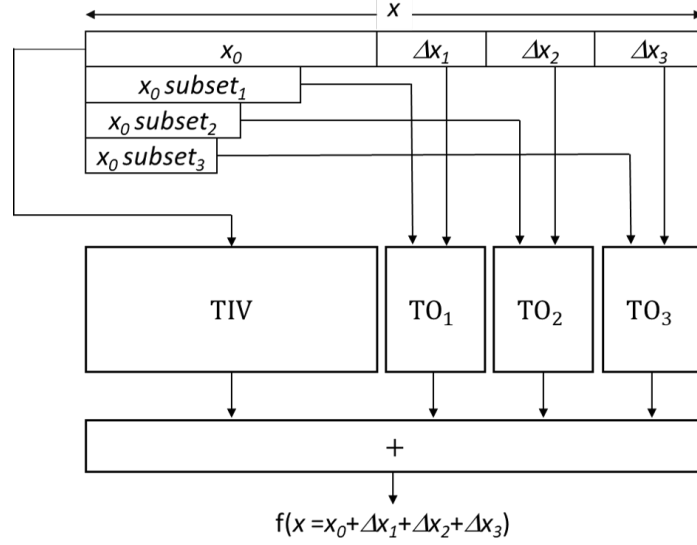 x
x₀ Δx₁ Δx₂ Δx₃
x₀ subset₁
x₀ subset₂
x₀ subset₃
TIV TO₁ TO₂ TO₃
+
f(x =x₀+Δx₁+Δx₂+Δx₃)